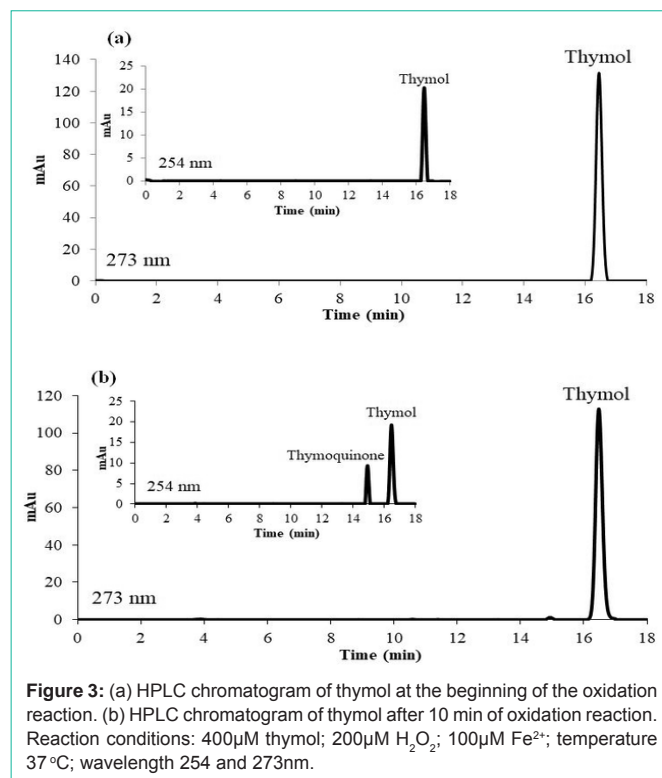 (a)
140
120
100
80
60
40
20
0
mAu
25
20
15
10
5
0
mAu
Thymol
254 nm
0 2 4 6 8 10 12 14 16 18
Time (min)
Thymol
273 nm
0 2 4 6 8 10 12 14 16 18
Time (min)
(b)
120
100
80
60
40
20
0
mAu
25
20
15
10
5
0
mAu
Thymol
Thymoquinone
254 nm
0 2 4 6 8 10 12 14 16 18
Time (min)
Thymol
273 nm
0 2 4 6 8 10 12 14 16 18
Time (min)
Figure 3: (a) HPLC chromatogram of thymol at the beginning of the oxidation
reaction. (b) HPLC chromatogram of thymol after 10 min of oxidation reaction.
Reaction conditions: 400µM thymol; 200µM H₂O₂; 100µM Fe²⁺; temperature
37 °C; wavelength 254 and 273nm.